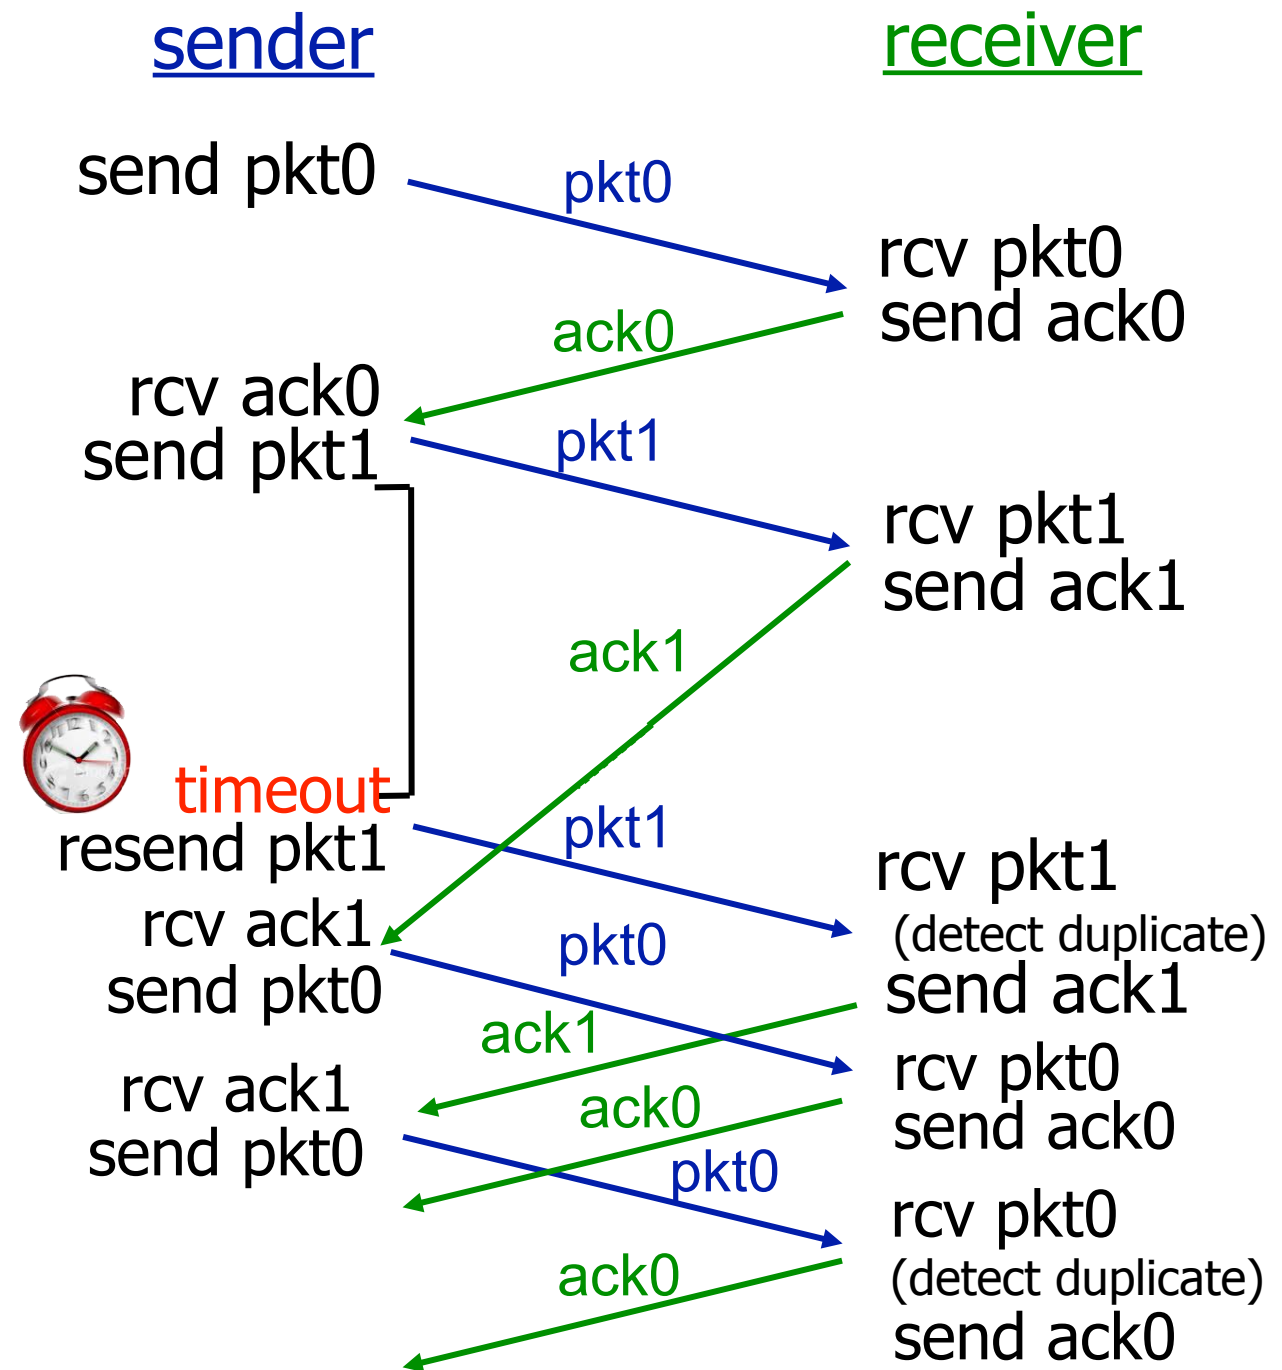 sender
receiver
send pkt0
pkt0
rcv pkt0
send ack0
ack0
rcv ack0
send pkt1
pkt1
rcv pkt1
send ack1
ack1
timeout
resend pkt1
pkt1
rcv pkt1
(detect duplicate)
send ack1
rcv ack1
send pkt0
pkt0
ack1
rcv pkt0
send ack0
rcv ack1
send pkt0
ack0
pkt0
rcv pkt0
(detect duplicate)
send ack0
ack0